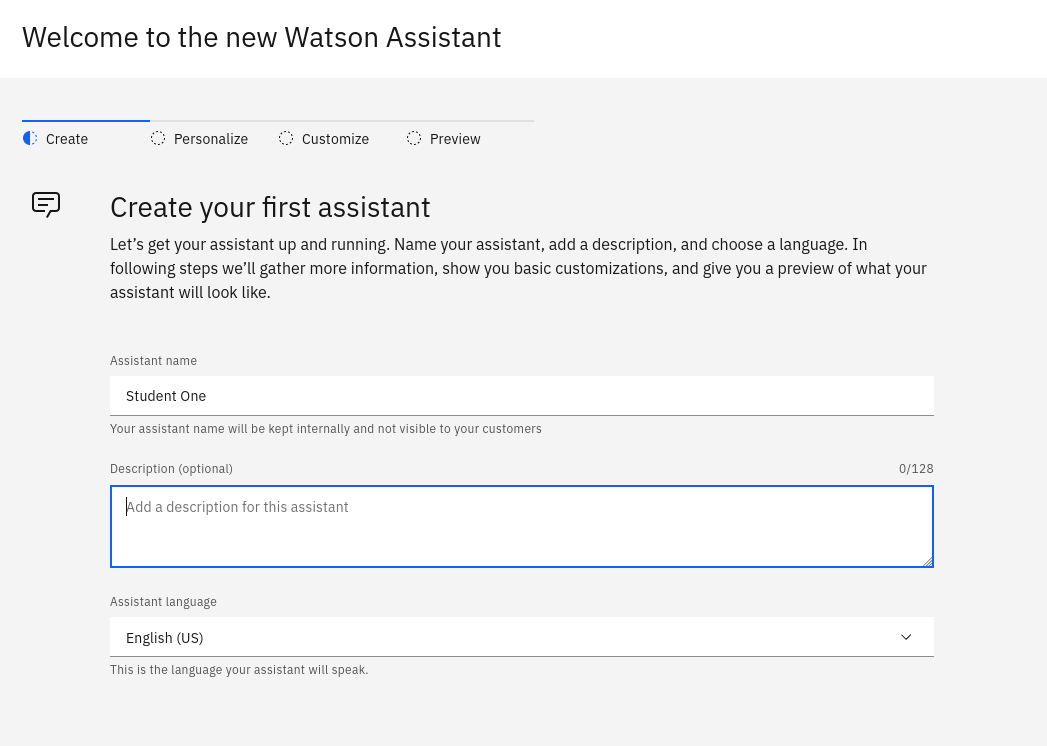 Welcome to the new Watson Assistant
Create
Personalize
Customize
Preview
Create your first assistant
Let’s get your assistant up and running. Name your assistant, add a description, and choose a language. In
following steps we’ll gather more information, show you basic customizations, and give you a preview of what your
assistant will look like.
Assistant name
Student One
Your assistant name will be kept internally and not visible to your customers
Description (optional)
0/128
Add a description for this assistant
Assistant language
English (US)
This is the language your assistant will speak.